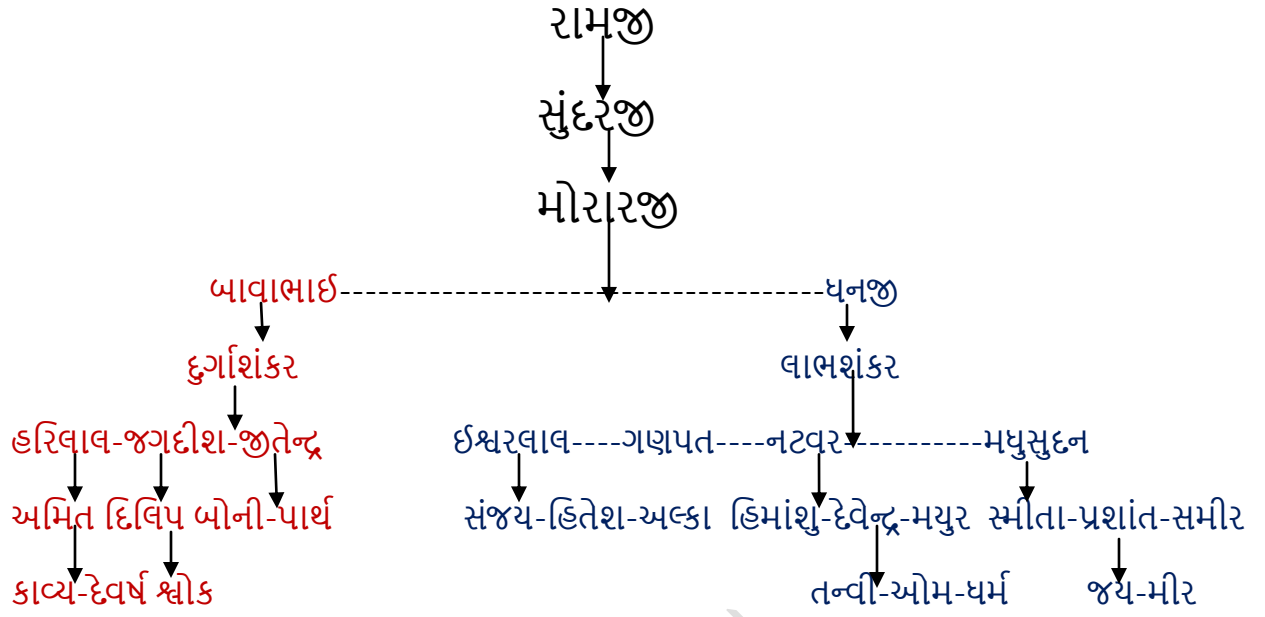 રામજી
સુંદરજી
મોરારજી
બાવાભાઈ-----------------------------------ધનજી
દુર્ગાશંકર લાભશંકર
હરિલાલ-જગદીશ-જીતેન્દ્ર ઈશ્વરલાલ----ગણપત----નટવર-----------મધુસુદન
અમિત દિલિપ બોની-પાર્થ સંજય-હિતેશ-અલ્કા હિમાંશુ-દેવેન્દ્ર-મયુર સ્મીતા-પ્રશાંત-સમીર
કાવ્ય-દેવર્ષ શ્લોક તન્વી-ઓમ-ધર્મ જય-મીર